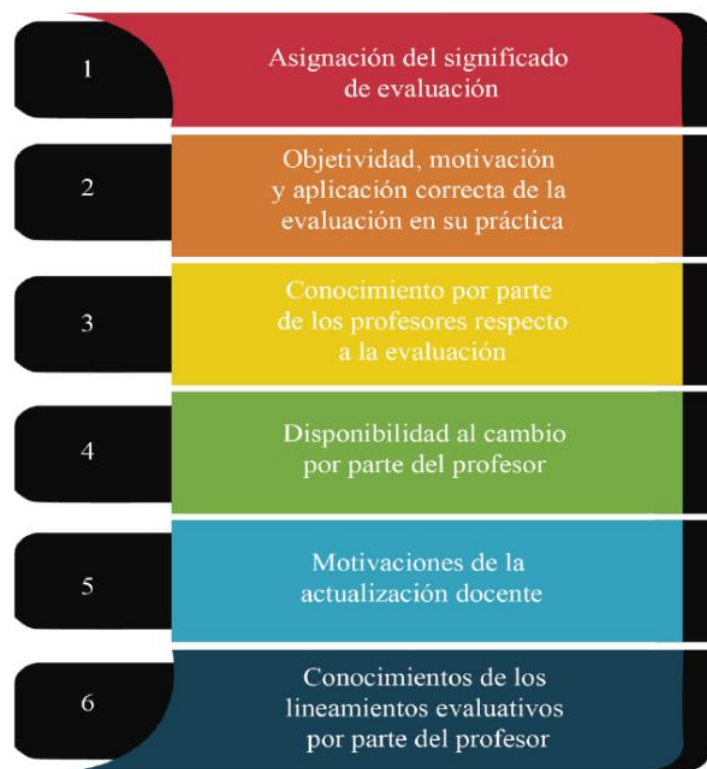 1
Asignación del significado
de evaluación
2
Objetividad, motivación
y aplicación correcta de la
evaluación en su práctica
3
Conocimiento por parte
de los profesores respecto
a la evaluación
4
Disponibilidad al cambio
por parte del profesor
5
Motivaciones de la
actualización docente
6
Conocimientos de los
lineamientos evaluativos
por parte del profesor